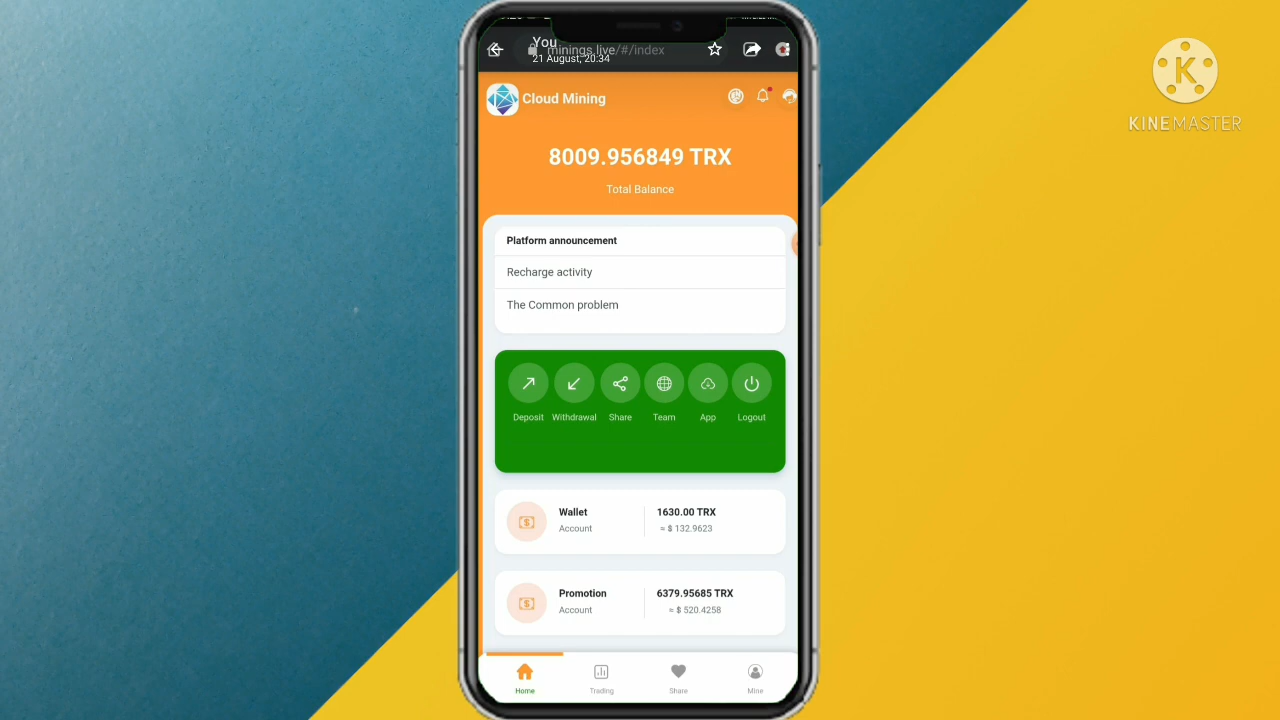 You
minings.live/#/index
21 August, 20:34
Cloud Mining
8009.956849 TRX
Total Balance
Platform announcement
Recharge activity
The Common problem
Deposit Withdrawal Share Team App Logout
Wallet 1630.00 TRX
Account ≈ $ 132.9623
Promotion 6379.95685 TRX
Account ≈ $ 520.4258
Home Trading Share Mine
K
KINEMASTER